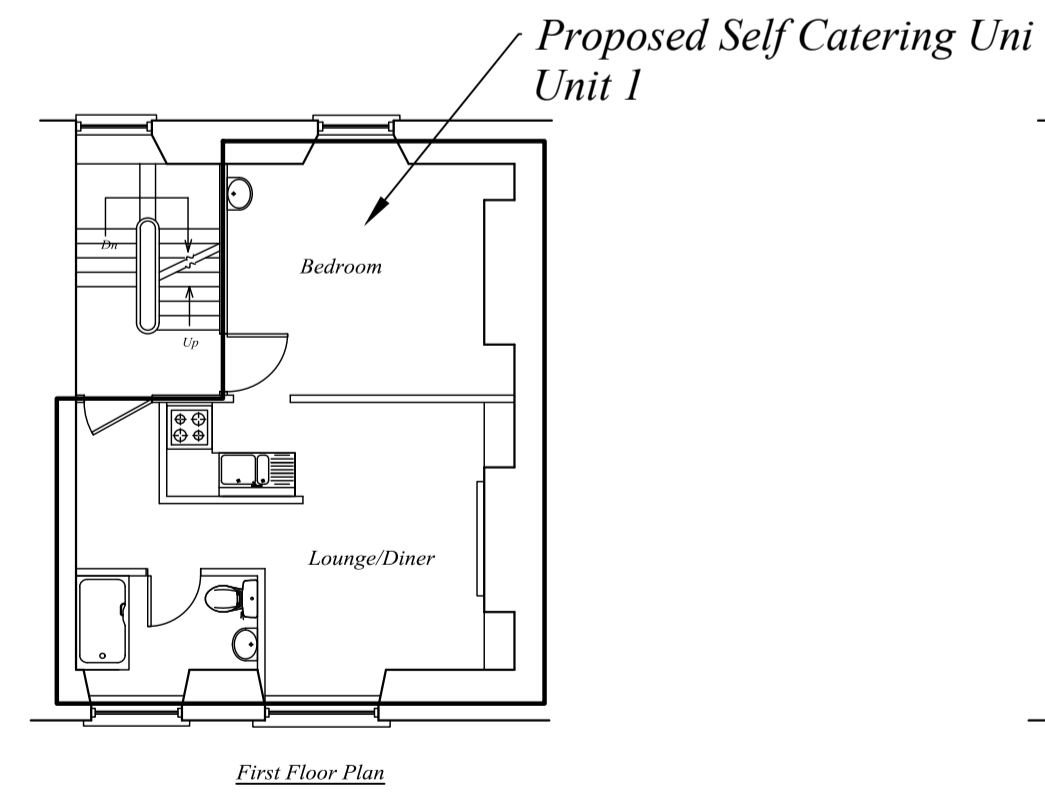 Proposed Self Catering Uni
Unit 1
Dn
Bedroom
Up
Lounge/Diner
First Floor Plan